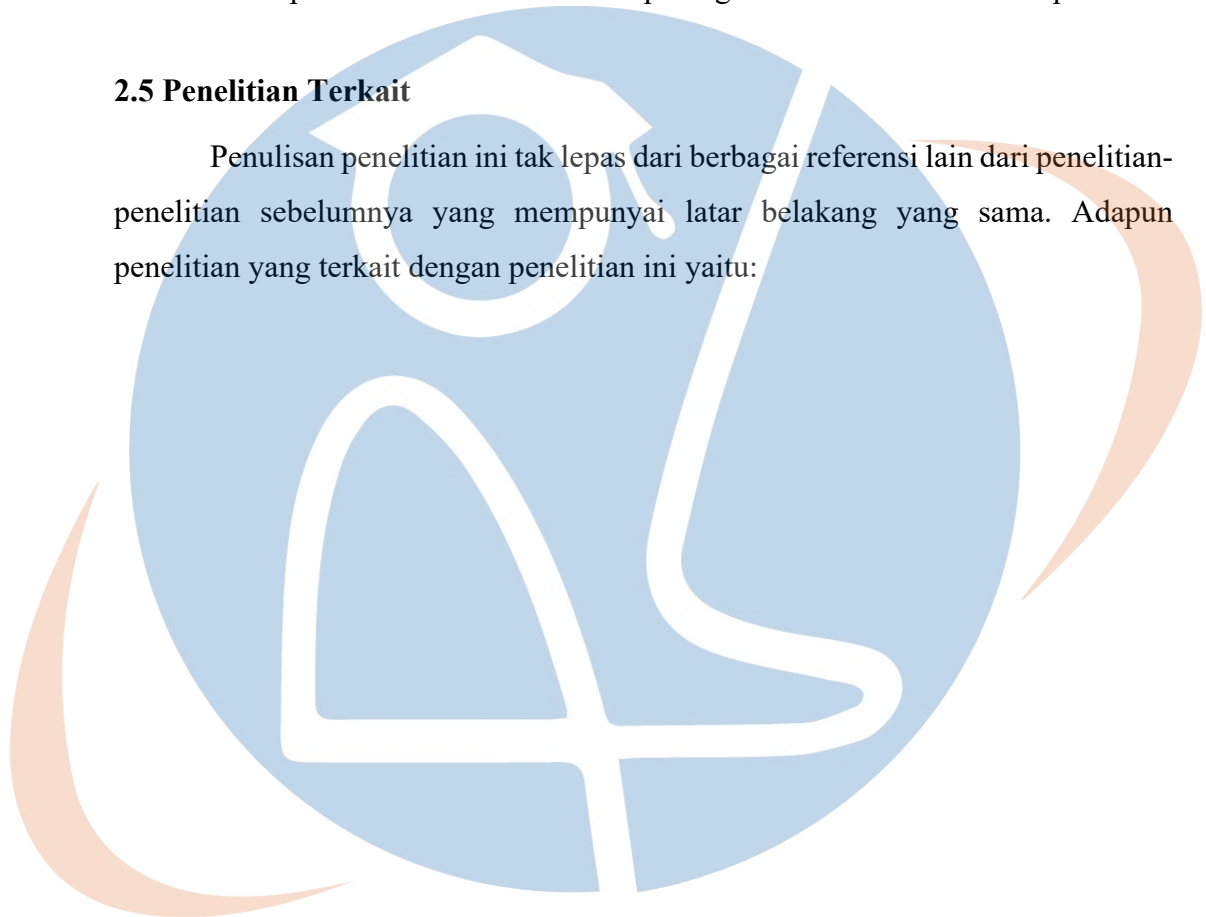 2.5 Penelitian Terkait
Penulisan penelitian ini tak lepas dari berbagai referensi lain dari penelitian-
penelitian sebelumnya yang mempunyai latar belakang yang sama. Adapun
penelitian yang terkait dengan penelitian ini yaitu: